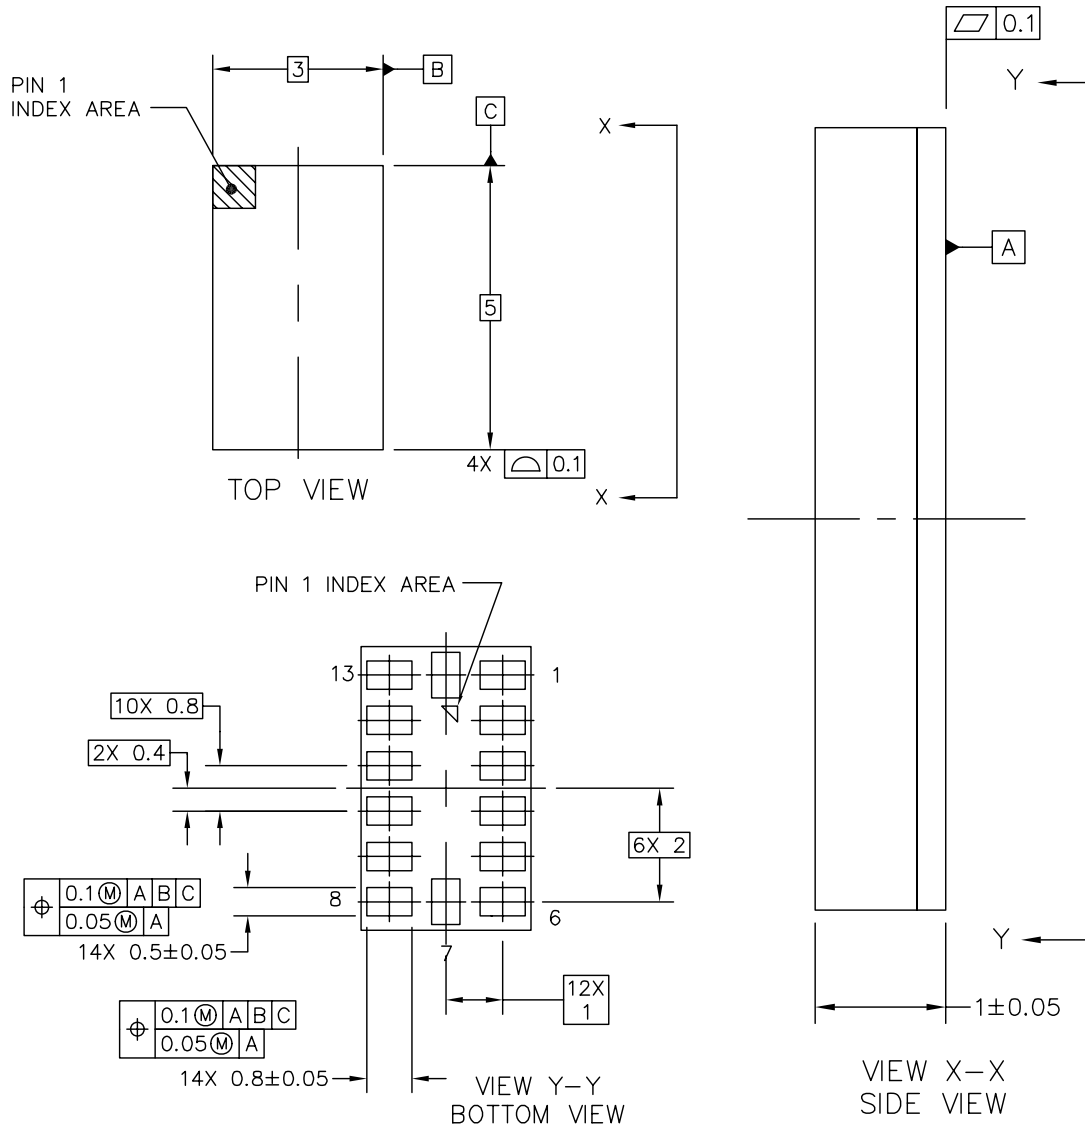 PIN 1
INDEX AREA
3
B
C
5
4X 0.1
TOP VIEW
X
X
0.1
Y
A
Y
1±0.05
VIEW X-X
SIDE VIEW
PIN 1 INDEX AREA
13
1
10X 0.8
2X 0.4
6X 2
8
6
7
0.1 Ⓜ A B C
0.05 Ⓜ A
14X 0.5±0.05
12X
1
0.1 Ⓜ A B C
0.05 Ⓜ A
14X 0.8±0.05
VIEW Y-Y
BOTTOM VIEW